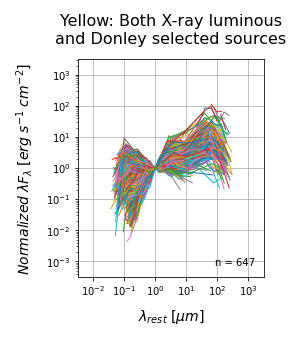 Yellow: Both X-ray luminous
and Donley selected sources
Normalized λF_λ [erg s⁻¹ cm⁻²]
10³
10²
10¹
10⁰
10⁻¹
10⁻²
10⁻³
n = 647
10⁻² 10⁻¹ 10⁰ 10¹ 10² 10³
λ_rest [μm]